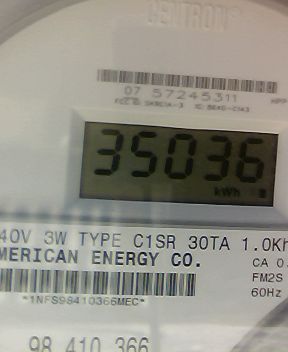 CENTRON®
07 57245311
35036
kWh
40V 3W TYPE C1SR 30TA 1.0Kh
MERICAN ENERGY CO.
CA 0.
FM2S
*1NFS98410366MEC*
60Hz
98 410 366